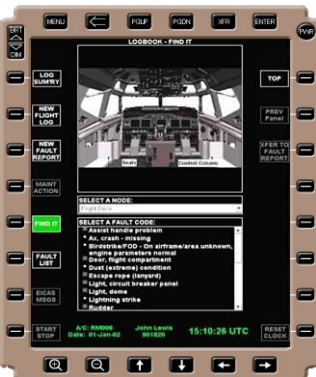 MENU PGUP PGDN XFR ENTER
BRT
DIM
PWR
LOGBOOK - FIND IT
LOG
SUM'RY
TOP
NEW
FLIGHT
LOG
PREV
Panel
NEW
FAULT
REPORT
XFER TO
FAULT
REPORT
Seats Control Column
MAINT
ACTION
SELECT A NODE:
Flight Deck
FIND IT
SELECT A FAULT CODE:
Assist handle problem
Ax, crash - missing
Birdstrike/FOD - On airframe/area unknown,
engine parameters normal
Door, flight compartment
Dust (extreme) condition
Escape rope (lanyard)
Light, circuit breaker panel
Light, dome
Lightning strike
Rudder
FAULT
LIST
EICAS
MSGS
START
STOP
A/C: RM006 John Lewis
Date: 01-Jan-02 901820
15:10:26 UTC
RESET
CLOCK